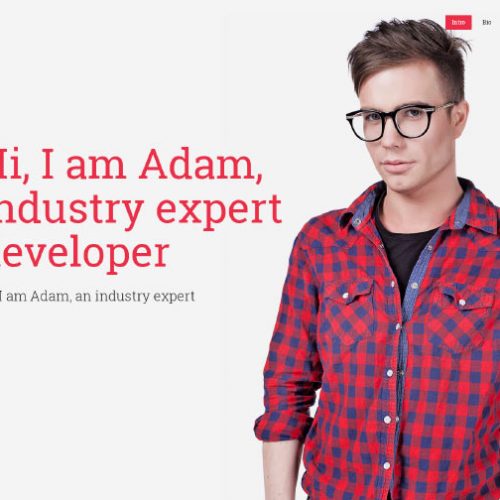 Intro Bio
Hi, I am Adam,
industry expert
developer
I am Adam, an industry expert